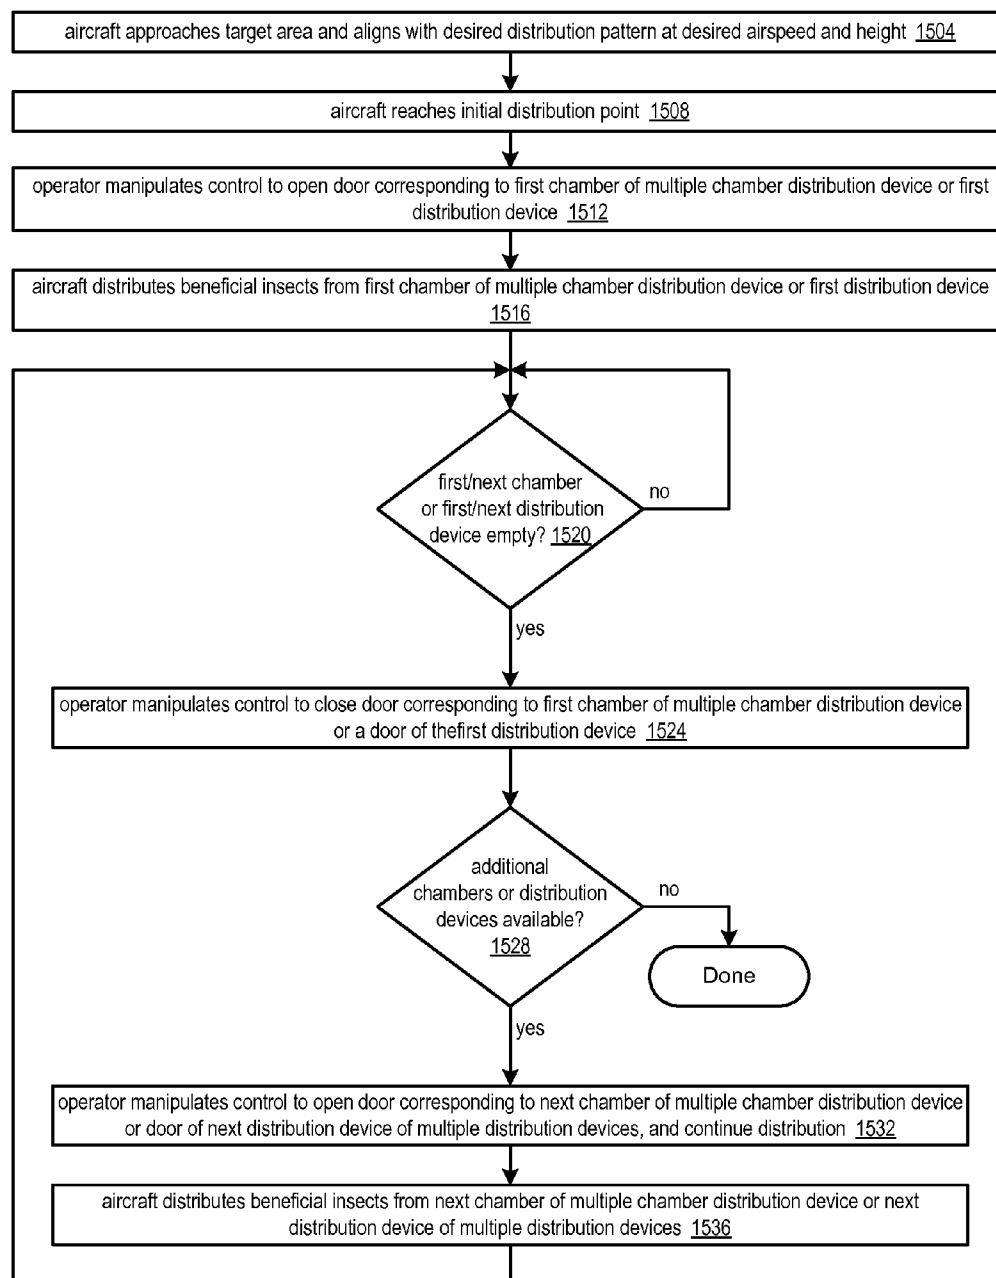 aircraft approaches target area and aligns with desired distribution pattern at desired airspeed and height 1504
aircraft reaches initial distribution point 1508
operator manipulates control to open door corresponding to first chamber of multiple chamber distribution device or first
distribution device 1512
aircraft distributes beneficial insects from first chamber of multiple chamber distribution device or first distribution device
1516
first/next chamber
or first/next distribution
device empty? 1520
no
yes
operator manipulates control to close door corresponding to first chamber of multiple chamber distribution device
or a door of thefirst distribution device 1524
additional
chambers or distribution
devices available?
1528
no
Done
yes
operator manipulates control to open door corresponding to next chamber of multiple chamber distribution device
or door of next distribution device of multiple distribution devices, and continue distribution 1532
aircraft distributes beneficial insects from next chamber of multiple chamber distribution device or next
distribution device of multiple distribution devices 1536